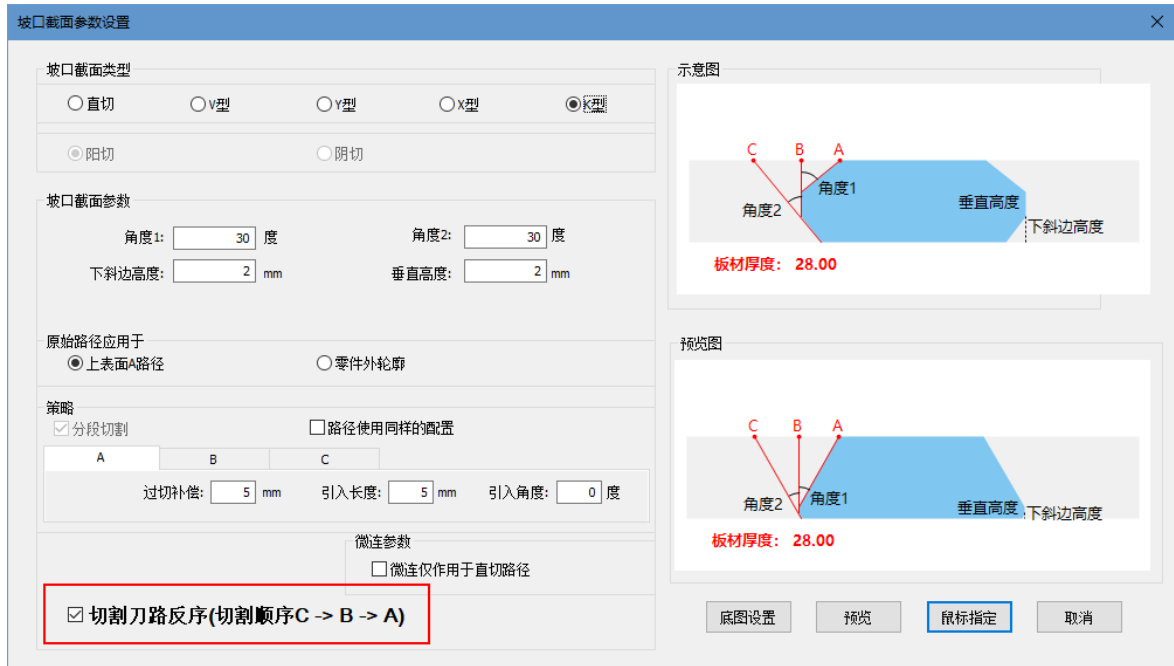 坡口截面参数设置
坡口截面类型
直切 V型 Y型 X型 K型
阳切 阴切
坡口截面参数
角度1: 30 度 角度2: 30 度
下斜边高度: 2 mm 垂直高度: 2 mm
原始路径应用于
上表面A路径 零件外轮廓
策略
分段切割 路径使用同样的配置
A B C
过切补偿: 5 mm 引入长度: 5 mm 引入角度: 0 度
微连参数
微连仅作用于直切路径
切割刀路反序(切割顺序C -> B -> A)
示意图
C B A
角度1
角度2
垂直高度
下斜边高度
板材厚度: 28.00
预览图
C B A
角度1
角度2
垂直高度
下斜边高度
板材厚度: 28.00
底图设置 预览 鼠标指定 取消